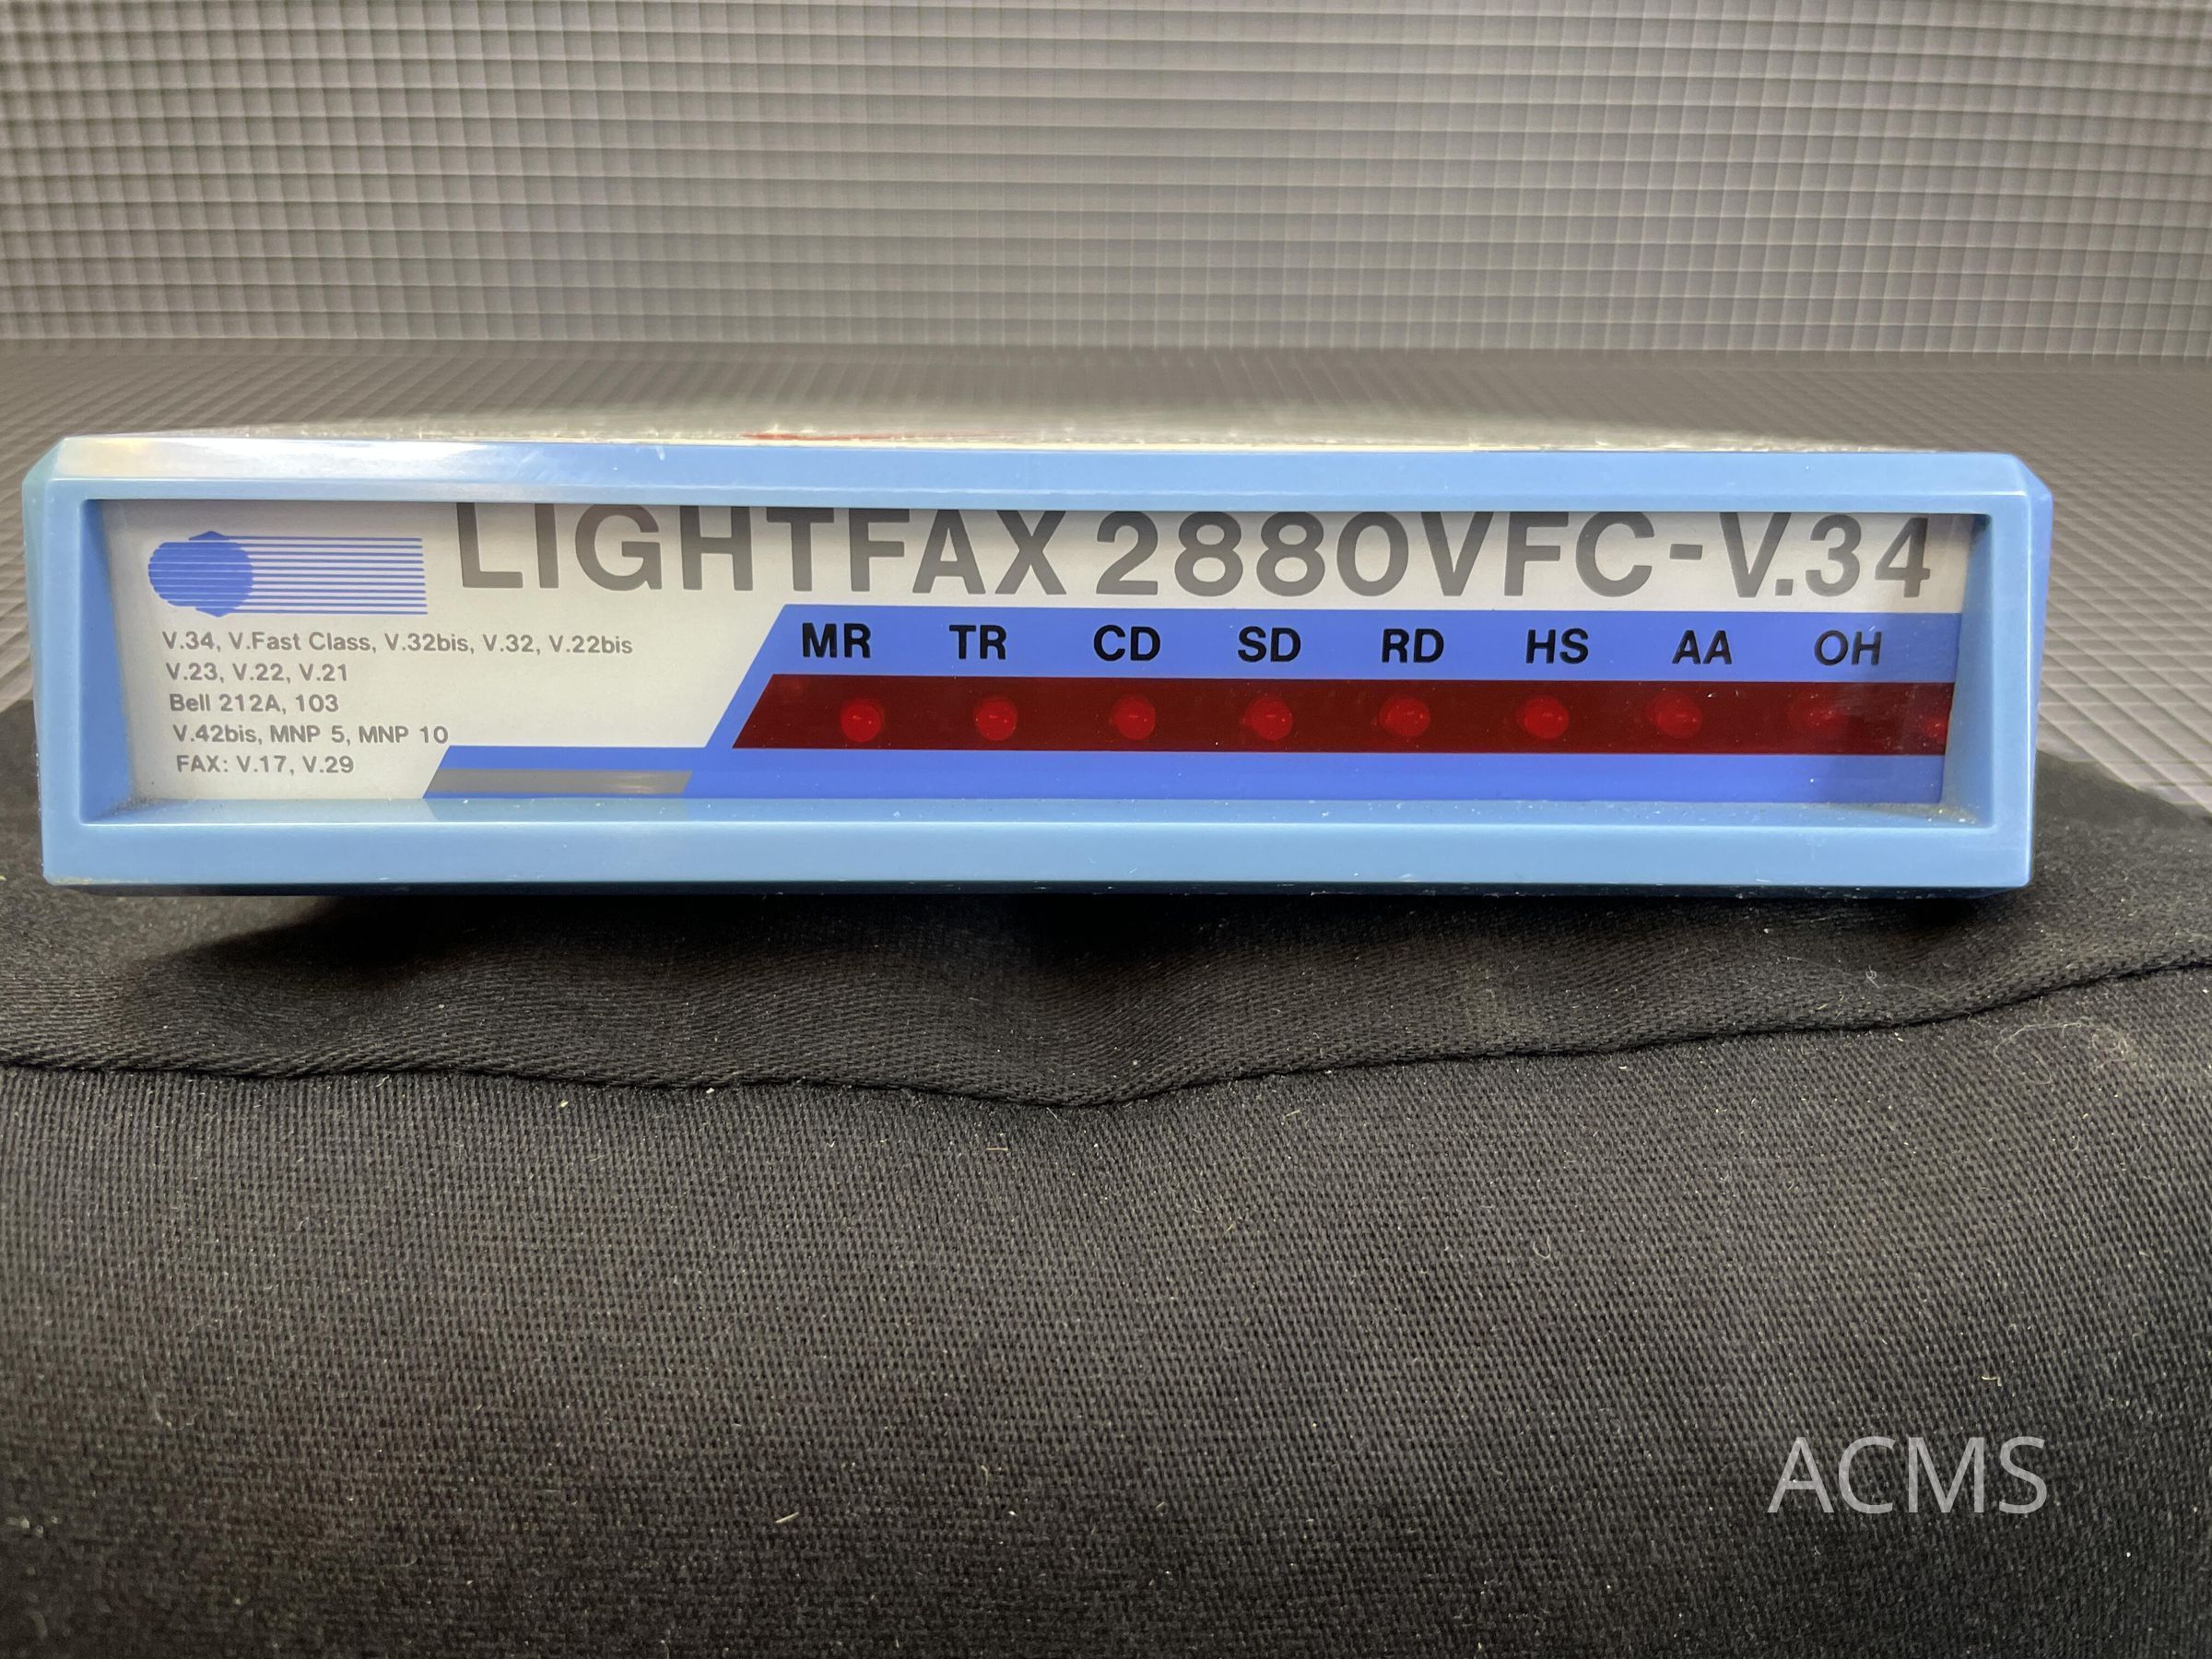 LIGHTFAX 2880VFC-V.34
MR TR CD SD RD HS AA OH
V.34, V.Fast Class, V.32bis, V.32, V.22bis
V.23, V.22, V.21
Bell 212A, 103
V.42bis, MNP 5, MNP 10
FAX: V.17, V.29
ACMS